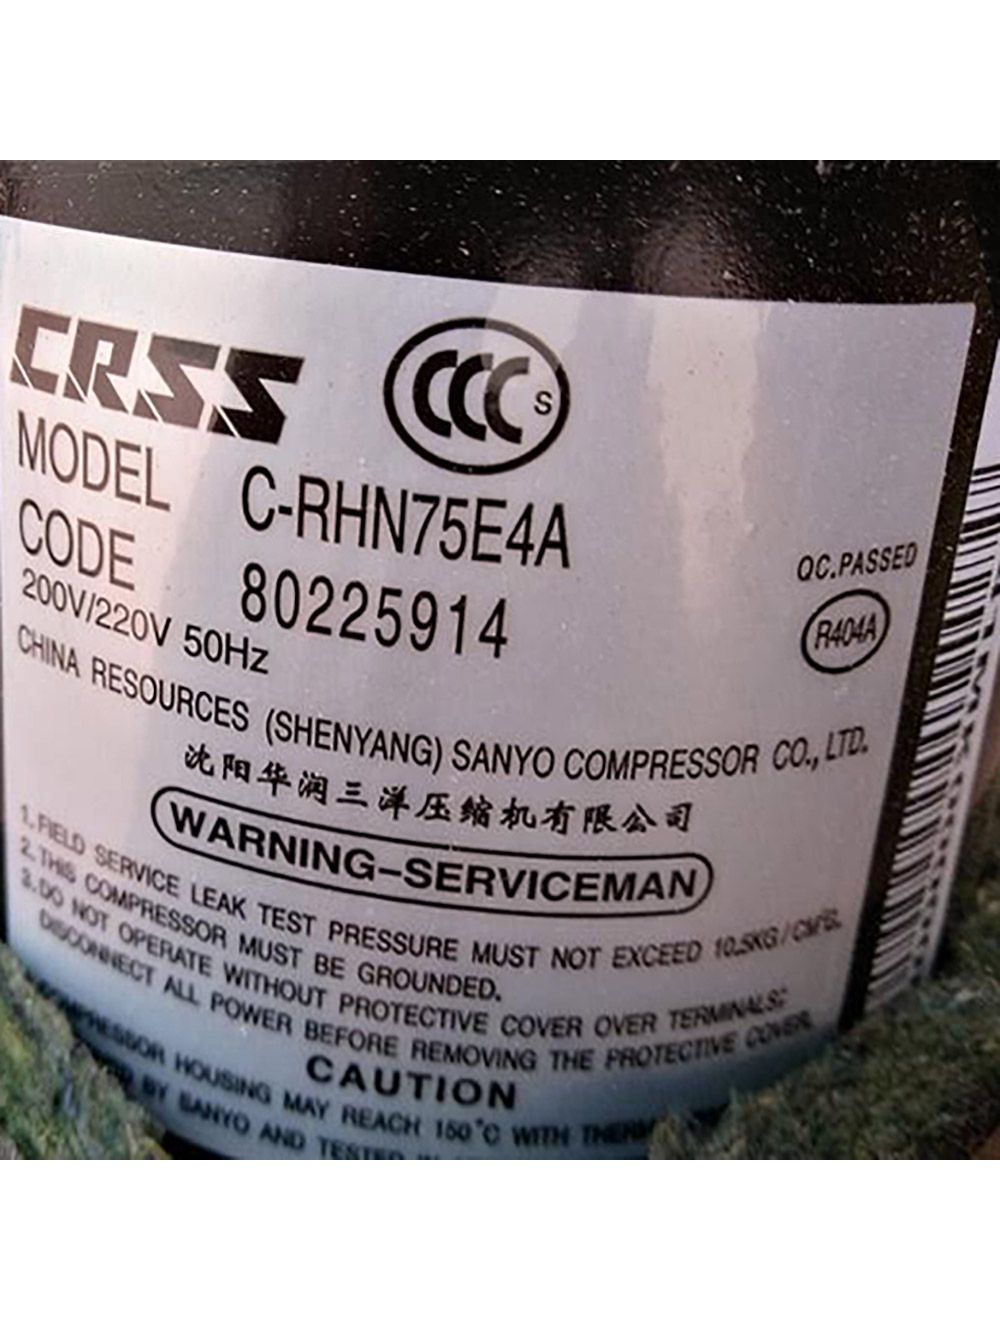 CRSS
CCC S
MODEL C-RHN75E4A
CODE 80225914
200V/220V 50Hz
QC.PASSED
R404A
CHINA RESOURCES (SHENYANG) SANYO COMPRESSOR CO., LTD.
沈阳华润三洋压缩机有限公司
WARNING-SERVICEMAN
1. FIELD SERVICE LEAK TEST PRESSURE MUST NOT EXCEED 10.5KG/CM²G.
2. THIS COMPRESSOR MUST BE GROUNDED.
3. DO NOT OPERATE WITHOUT PROTECTIVE COVER OVER TERMINALS:
DISCONNECT ALL POWER BEFORE REMOVING THE PROTECTIVE COVER.
CAUTION
HOUSING MAY REACH 150°C WITH
BY SANYO AND TESTED